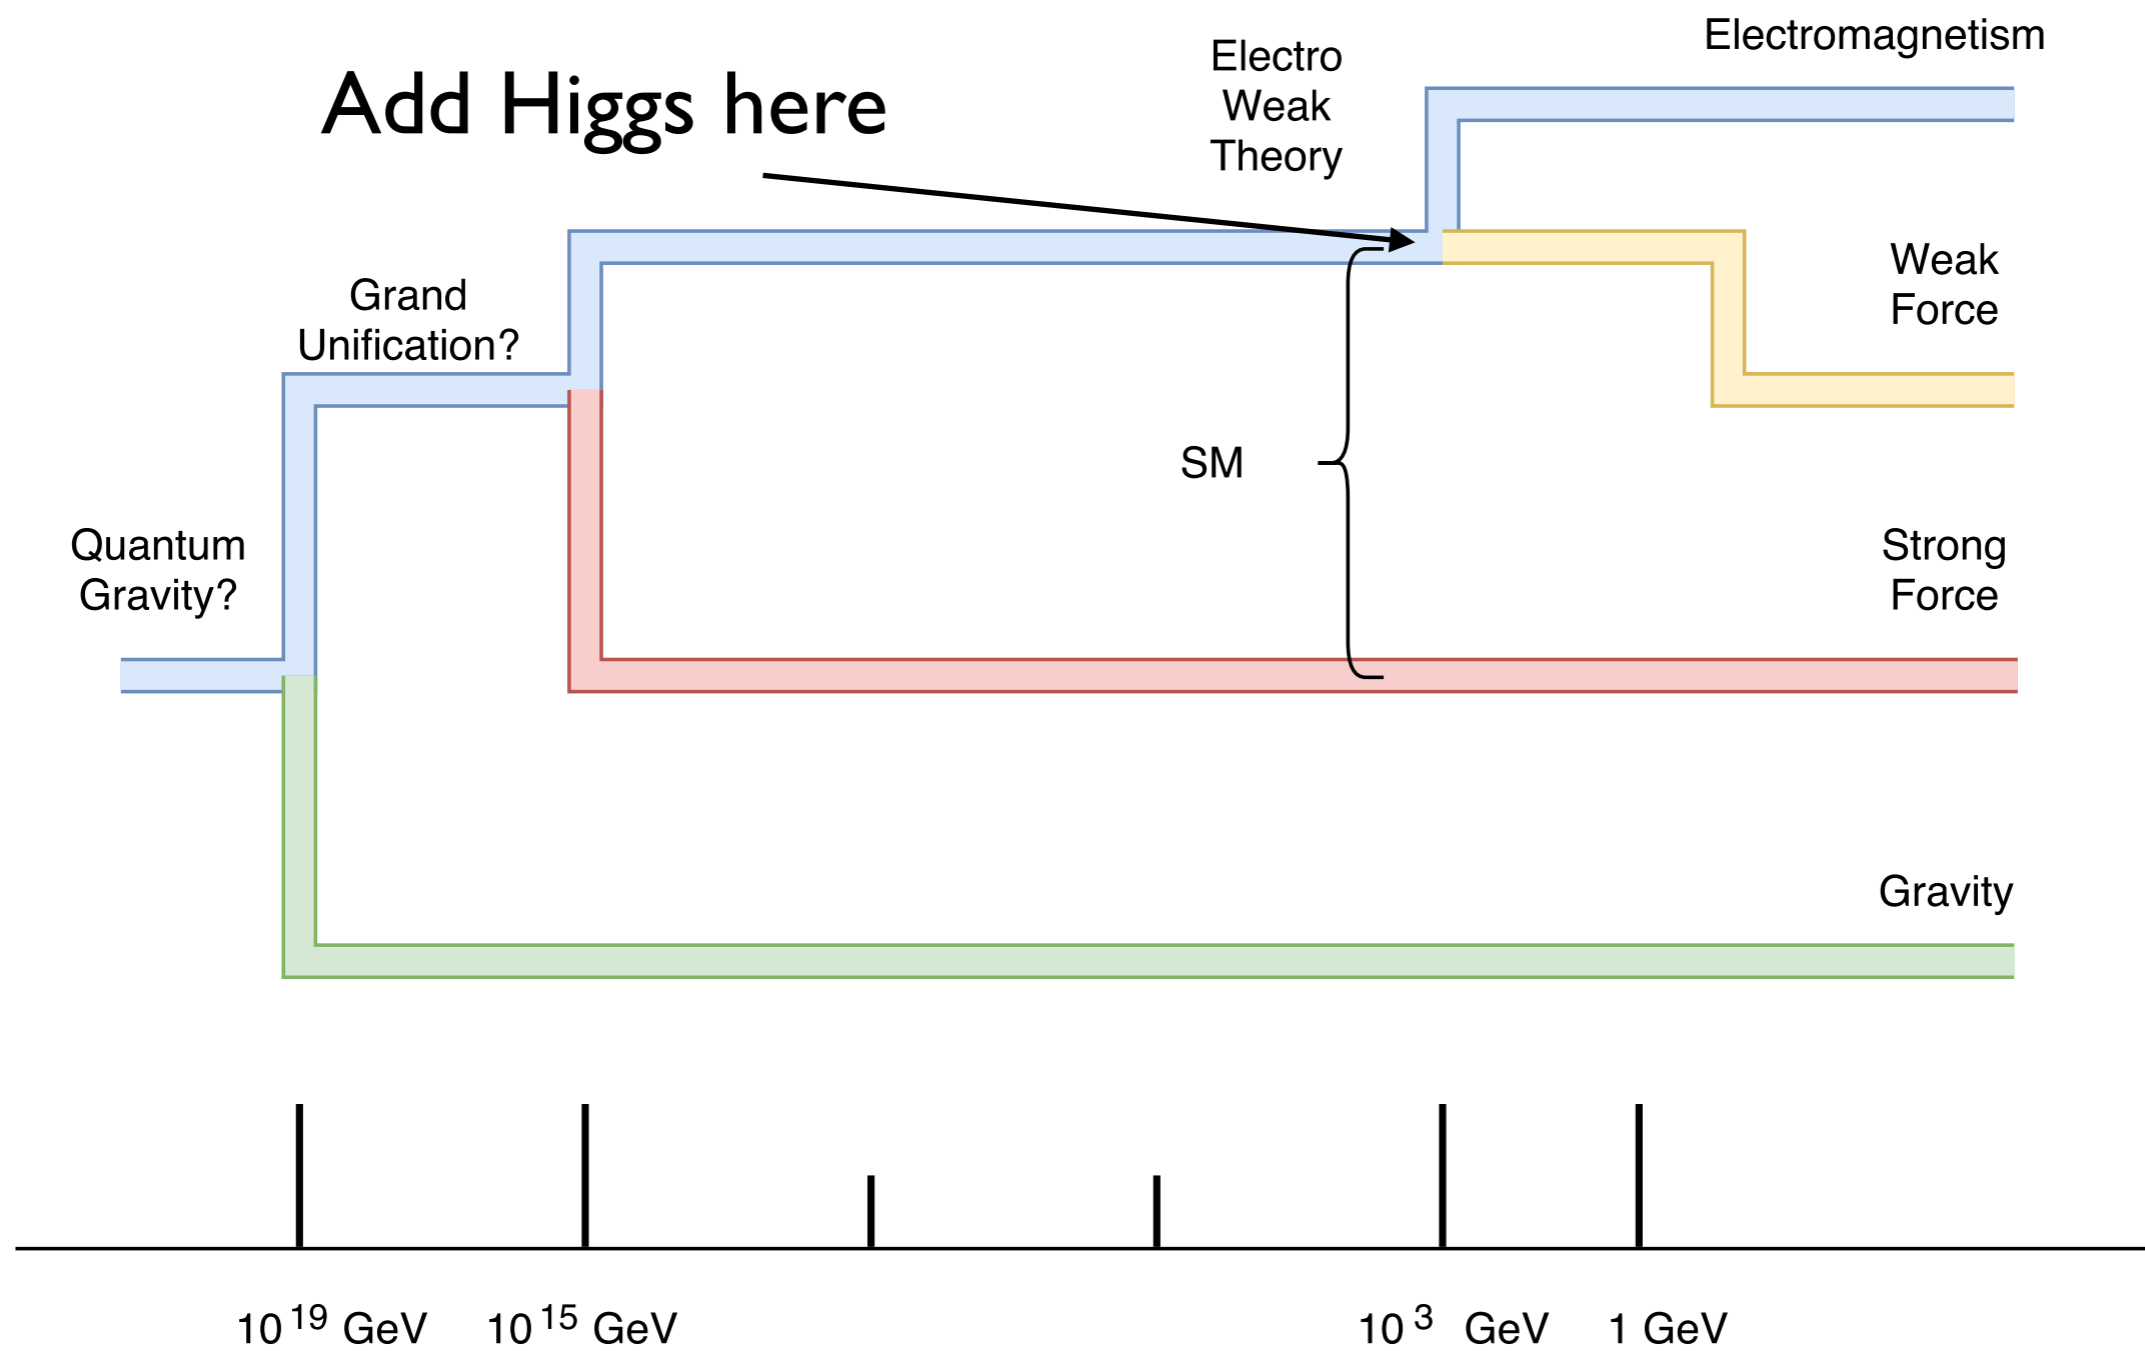 Electromagnetism
Electro
Weak
Theory
Add Higgs here
Weak
Force
Grand
Unification?
SM
Quantum
Gravity?
Strong
Force
Gravity
10^19 GeV
10^15 GeV
10^3 GeV
1 GeV